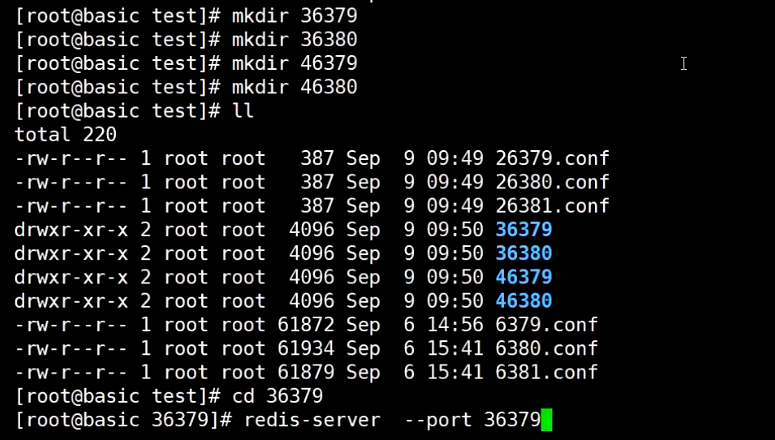 [root@basic test]# mkdir 36379
[root@basic test]# mkdir 36380
[root@basic test]# mkdir 46379
[root@basic test]# mkdir 46380
[root@basic test]# ll
total 220
-rw-r--r-- 1 root root   387 Sep  9 09:49 26379.conf
-rw-r--r-- 1 root root   387 Sep  9 09:49 26380.conf
-rw-r--r-- 1 root root   387 Sep  9 09:49 26381.conf
drwxr-xr-x 2 root root  4096 Sep  9 09:50 36379
drwxr-xr-x 2 root root  4096 Sep  9 09:50 36380
drwxr-xr-x 2 root root  4096 Sep  9 09:50 46379
drwxr-xr-x 2 root root  4096 Sep  9 09:50 46380
-rw-r--r-- 1 root root 61872 Sep  6 14:56 6379.conf
-rw-r--r-- 1 root root 61934 Sep  6 15:41 6380.conf
-rw-r--r-- 1 root root 61879 Sep  6 15:41 6381.conf
[root@basic test]# cd 36379
[root@basic 36379]# redis-server  --port 36379